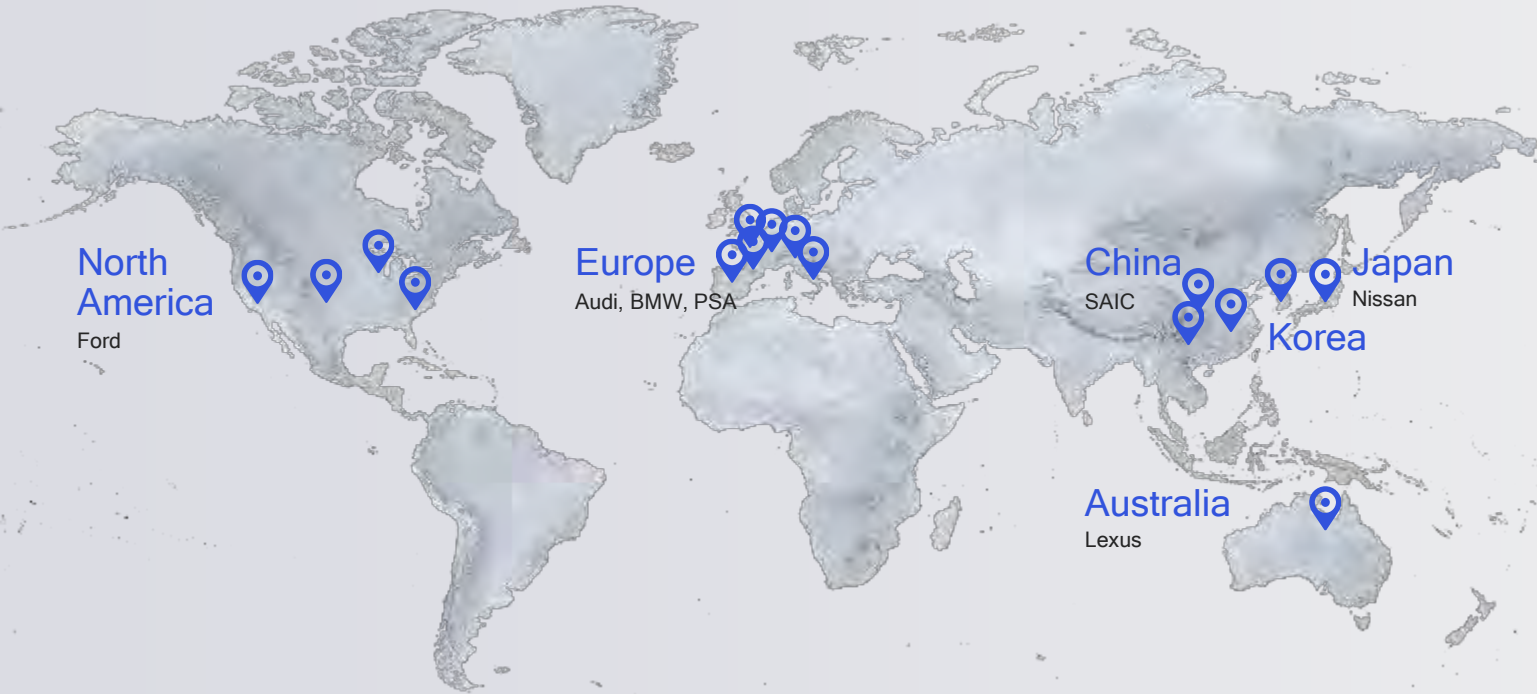 North
America
Ford
Europe
Audi, BMW, PSA
China
SAIC
Japan
Nissan
Korea
Australia
Lexus